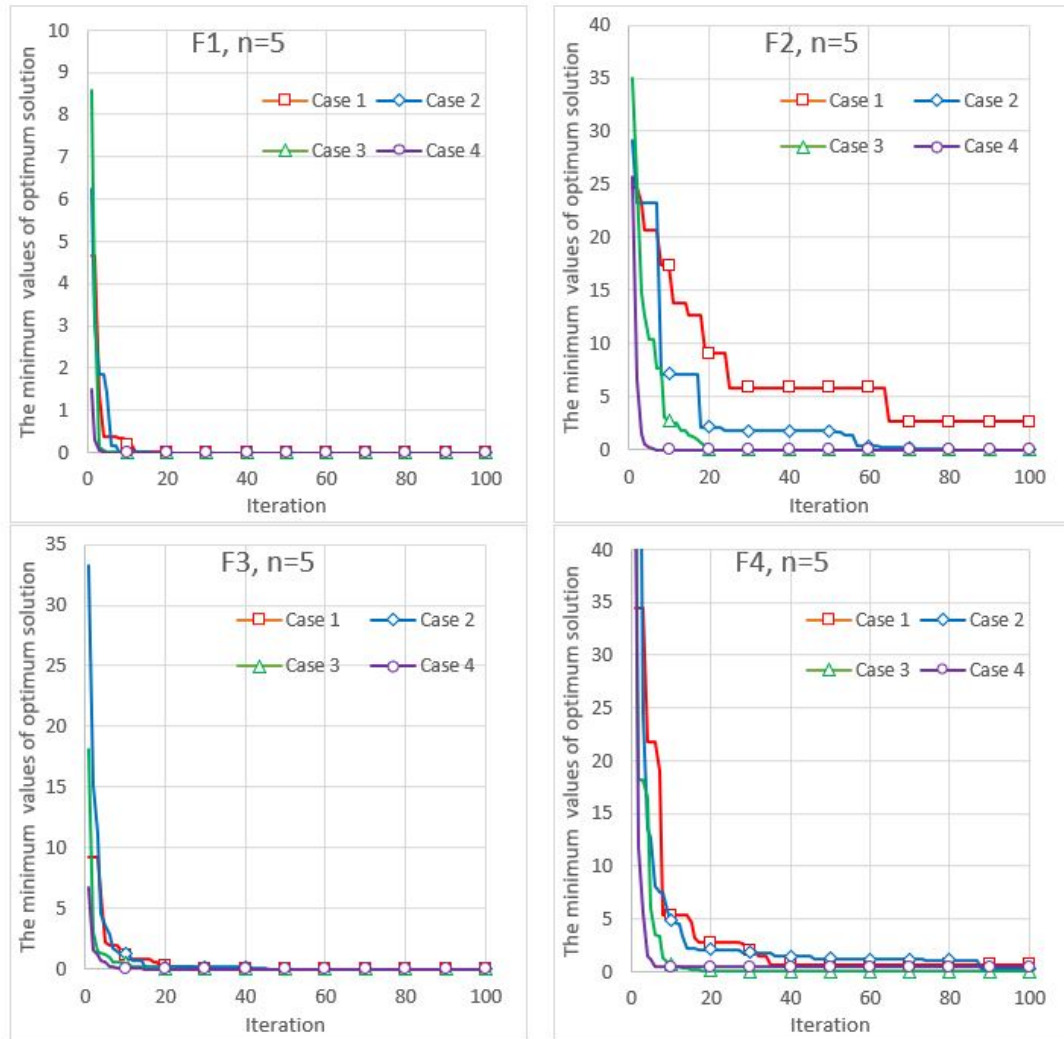 F1, n=5
The minimum values of optimum solution
10
9
8
7
6
5
4
3
2
1
0
Case 1 Case 2
Case 3 Case 4
0 20 40 60 80 100
Iteration
F2, n=5
The minimum values of optimum solution
40
35
30
25
20
15
10
5
0
Case 1 Case 2
Case 3 Case 4
0 20 40 60 80 100
Iteration
F3, n=5
The minimum values of optimum solution
35
30
25
20
15
10
5
0
Case 1 Case 2
Case 3 Case 4
0 20 40 60 80 100
Iteration
F4, n=5
The minimum values of optimum solution
40
35
30
25
20
15
10
5
0
Case 1 Case 2
Case 3 Case 4
0 20 40 60 80 100
Iteration